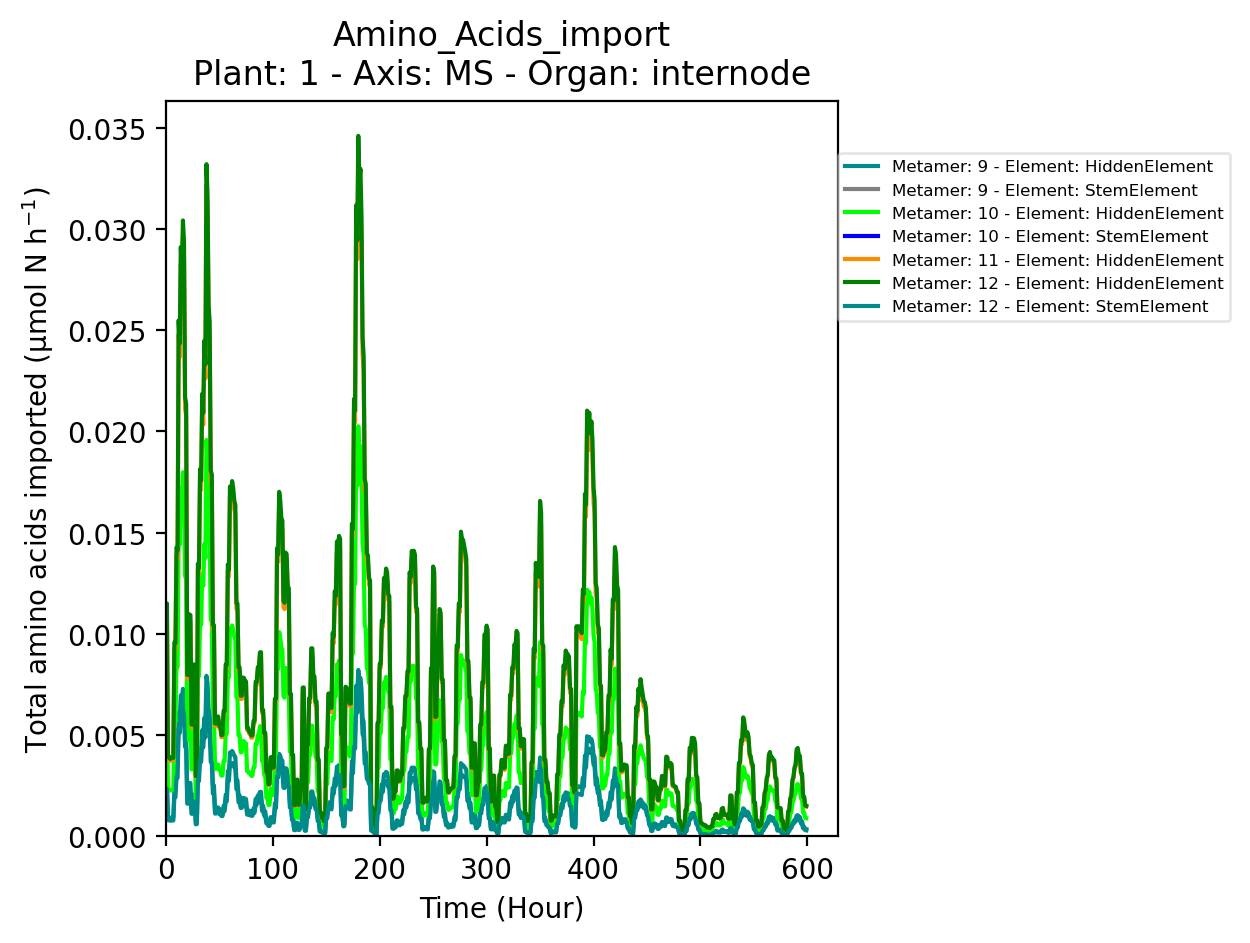 Amino_Acids_import
Plant: 1 - Axis: MS - Organ: internode
Total amino acids imported (µmol N h⁻¹)
0.035
0.030
0.025
0.020
0.015
0.010
0.005
0.000
0 100 200 300 400 500 600
Time (Hour)
Metamer: 9 - Element: HiddenElement
Metamer: 9 - Element: StemElement
Metamer: 10 - Element: HiddenElement
Metamer: 10 - Element: StemElement
Metamer: 11 - Element: HiddenElement
Metamer: 12 - Element: HiddenElement
Metamer: 12 - Element: StemElement